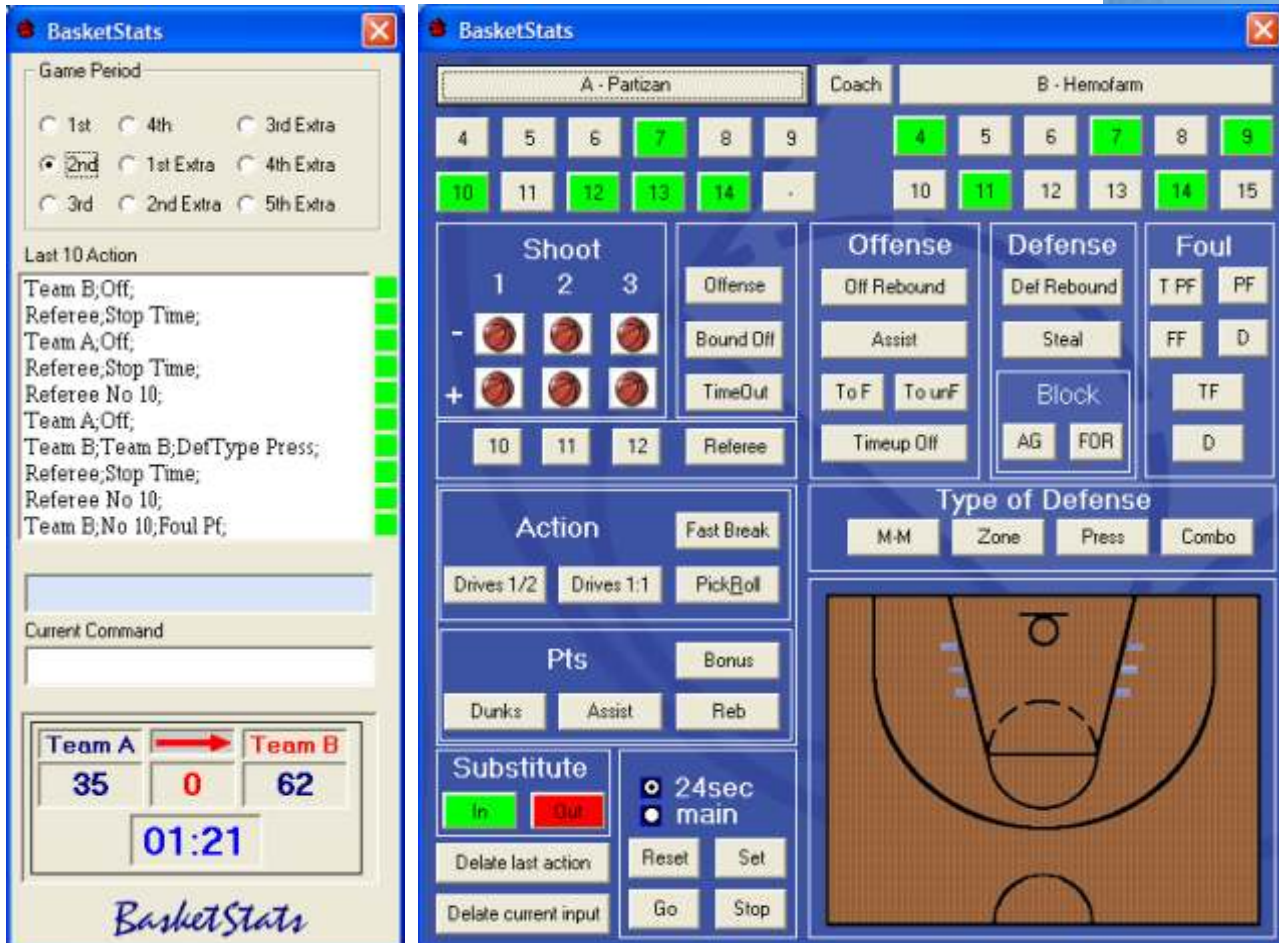 BasketStats
Game Period
1st 4th 3rd Extra
2nd 1st Extra 4th Extra
3rd 2nd Extra 5th Extra
Last 10 Action
Team B;Off;
Referee,Stop Time;
Team A;Off;
Referee,Stop Time;
Referee No 10;
Team A;Off;
Team B;Team B;DefType Press;
Referee,Stop Time;
Referee No 10;
Team B;No 10;Foul Pf;
Current Command
Team A Team B
35 0 62
01:21
BasketStats
BasketStats
A - Partizan Coach B - Hemofarm
4 5 6 7 8 9 4 5 6 7 8 9
10 11 12 13 14 . 10 11 12 13 14 15
Shoot
1 2 3
-
+
Offense
Bound Off
TimeOut
10 11 12 Referee
Offense
Off Rebound
Assist
To F To unF
Timeup Off
Defense
Def Rebound
Steal
Block
AG FOR
Foul
T PF PF
FF D
TF
D
Action Fast Break
Drives 1/2 Drives 1:1 PickRoll
Type of Defense
M-M Zone Press Combo
Pts Bonus
Dunks Assist Reb
Substitute
In Out
Delate last action
Delate current input
24sec
main
Reset Set
Go Stop